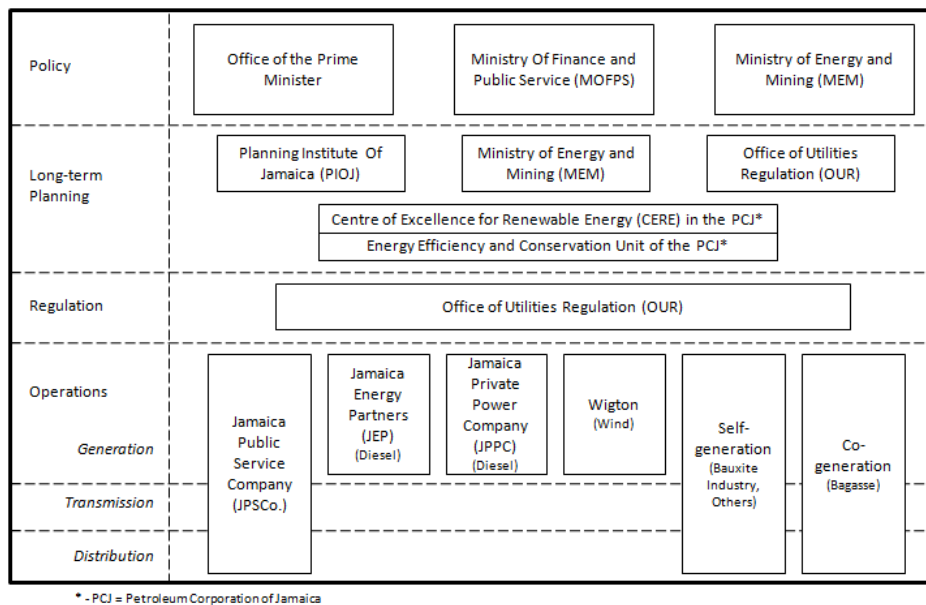 Policy
Office of the Prime
Minister
Ministry Of Finance and
Public Service (MOFPS)
Ministry of Energy and
Mining (MEM)
Long-term
Planning
Planning Institute Of
Jamaica (PIOJ)
Ministry of Energy and
Mining (MEM)
Office of Utilities
Regulation (OUR)
Centre of Excellence for Renewable Energy (CERE) in the PCJ*
Energy Efficiency and Conservation Unit of the PCJ*
Regulation
Office of Utilities Regulation (OUR)
Operations
Generation
Transmission
Distribution
Jamaica
Public
Service
Company
(JPSCo.)
Jamaica
Energy
Partners
(JEP)
(Diesel)
Jamaica
Private
Power
Company
(JPPC)
(Diesel)
Wigton
(Wind)
Self-
generation
(Bauxite
Industry,
Others)
Co-
generation
(Bagasse)
* - PCJ = Petroleum Corporation of Jamaica